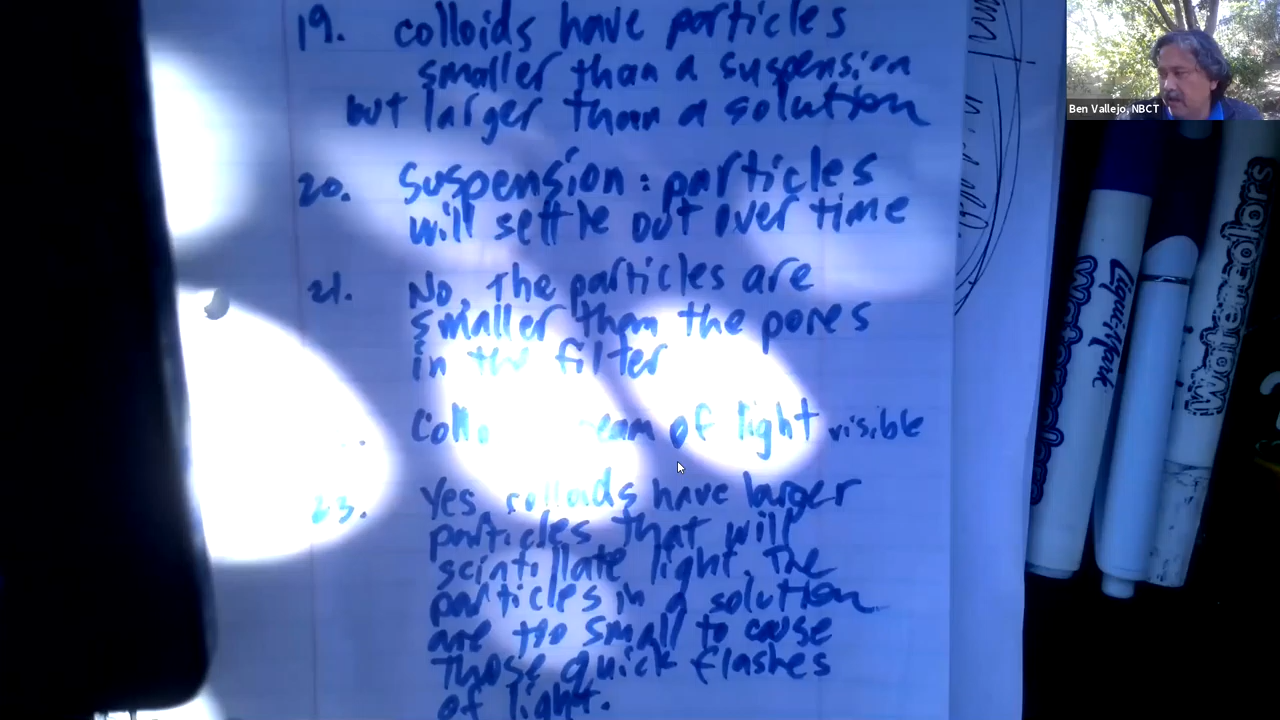 19. colloids have particles
smaller than a suspension
but larger than a solution
20. Suspension: particles
will settle out over time
21. No, The particles are
smaller than the pores
in the filter
of light visible
23. Yes colloids have larger
particles that will
scintillate light. The
particles in a solution
are too small to cause
those quick flashes
of light.
Ben Vallejo, NBCT
Watercolors